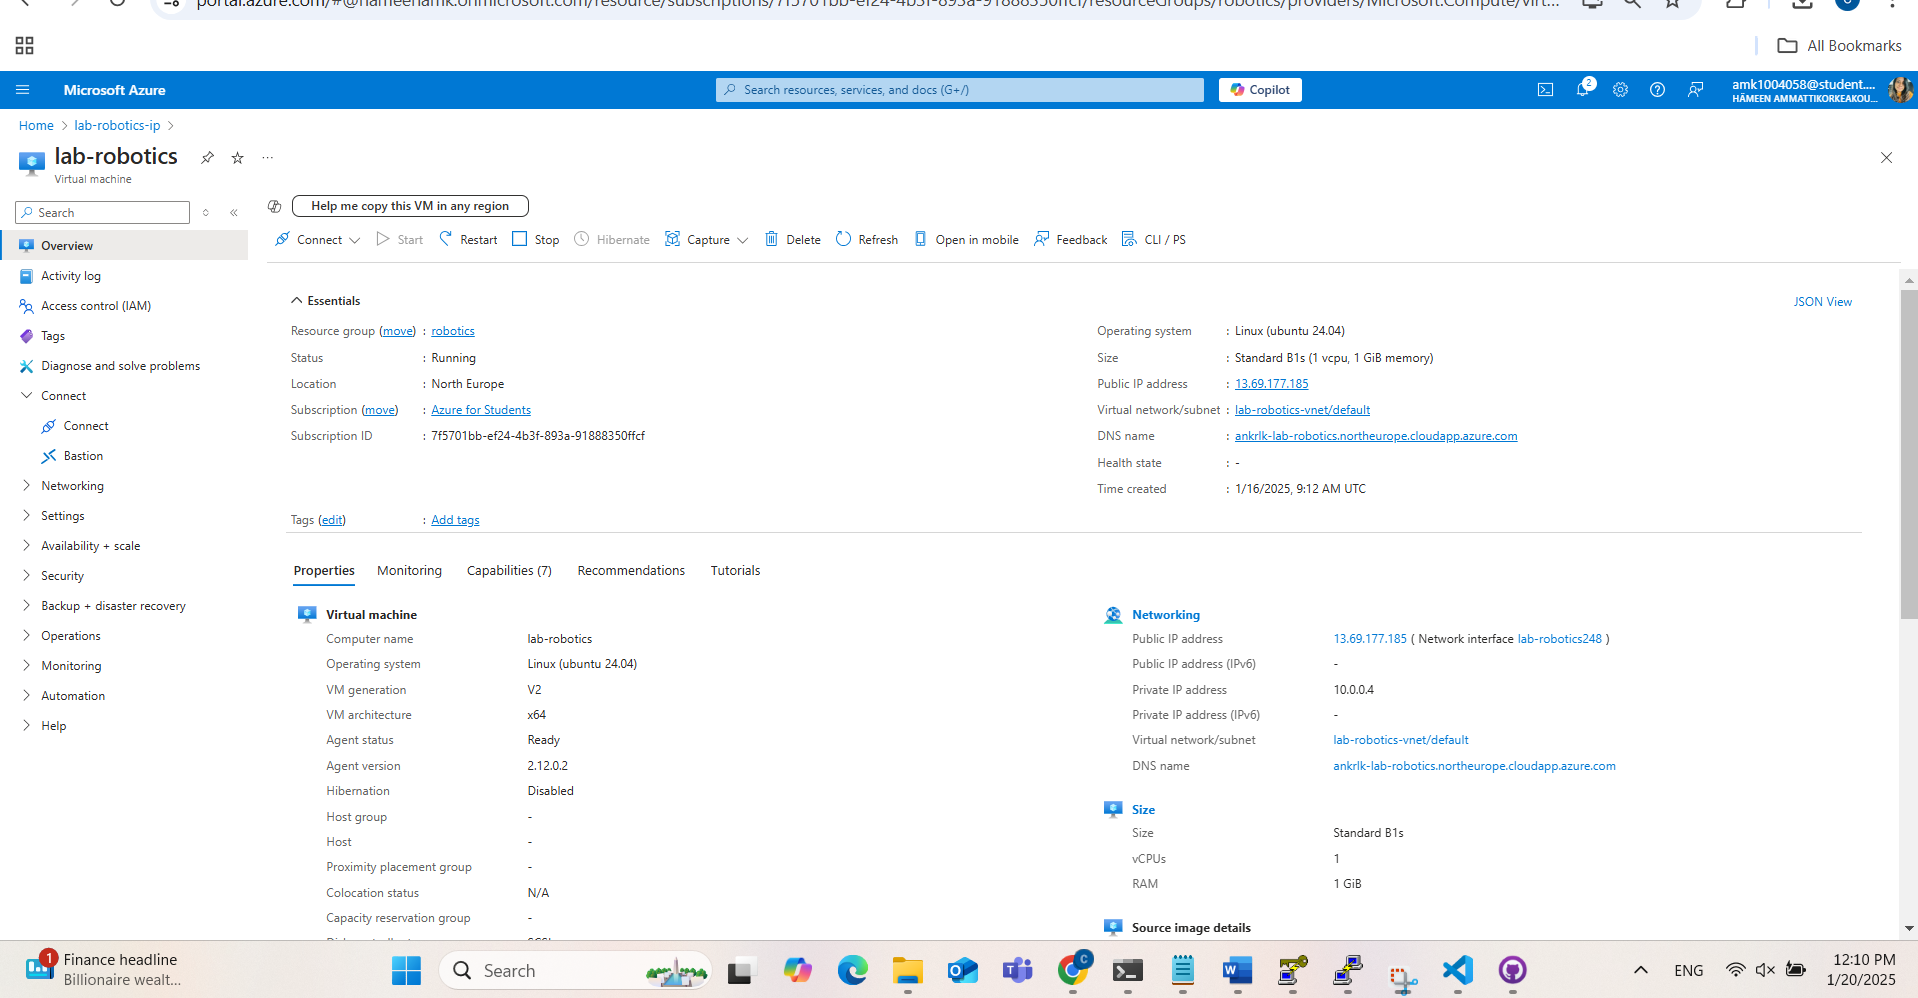 portal.azure.com/#@hameenamk.onmicrosoft.com/resource/subscriptions/7f5701bb-ef24-4b3f-893a-91888350ffcf/resourceGroups/robotics/providers/Microsoft.Compute/virt...
All Bookmarks
Microsoft Azure
Search resources, services, and docs (G+/)
Copilot
2
amk1004058@student....
HÄMEEN AMMATTIKORKEAKOU...
Home > lab-robotics-ip >
lab-robotics
Virtual machine
Search
Help me copy this VM in any region
Connect Start Restart Stop Hibernate Capture Delete Refresh Open in mobile Feedback CLI / PS
Overview
Activity log
Access control (IAM)
Tags
Diagnose and solve problems
Connect
Connect
Bastion
Networking
Settings
Availability + scale
Security
Backup + disaster recovery
Operations
Monitoring
Automation
Help
Essentials
JSON View
Resource group (move) : robotics
Status : Running
Location : North Europe
Subscription (move) : Azure for Students
Subscription ID : 7f5701bb-ef24-4b3f-893a-91888350ffcf
Operating system : Linux (ubuntu 24.04)
Size : Standard B1s (1 vcpu, 1 GiB memory)
Public IP address : 13.69.177.185
Virtual network/subnet : lab-robotics-vnet/default
DNS name : ankrlk-lab-robotics.northeurope.cloudapp.azure.com
Health state : -
Time created : 1/16/2025, 9:12 AM UTC
Tags (edit) : Add tags
Properties Monitoring Capabilities (7) Recommendations Tutorials
Virtual machine
Computer name lab-robotics
Operating system Linux (ubuntu 24.04)
VM generation V2
VM architecture x64
Agent status Ready
Agent version 2.12.0.2
Hibernation Disabled
Host group -
Host -
Proximity placement group -
Colocation status N/A
Capacity reservation group -
Networking
Public IP address 13.69.177.185 ( Network interface lab-robotics248 )
Public IP address (IPv6) -
Private IP address 10.0.0.4
Private IP address (IPv6) -
Virtual network/subnet lab-robotics-vnet/default
DNS name ankrlk-lab-robotics.northeurope.cloudapp.azure.com
Size
Size Standard B1s
vCPUs 1
RAM 1 GiB
Source image details
1
Finance headline
Billionaire wealt...
Search
C
ENG
12:10 PM
1/20/2025